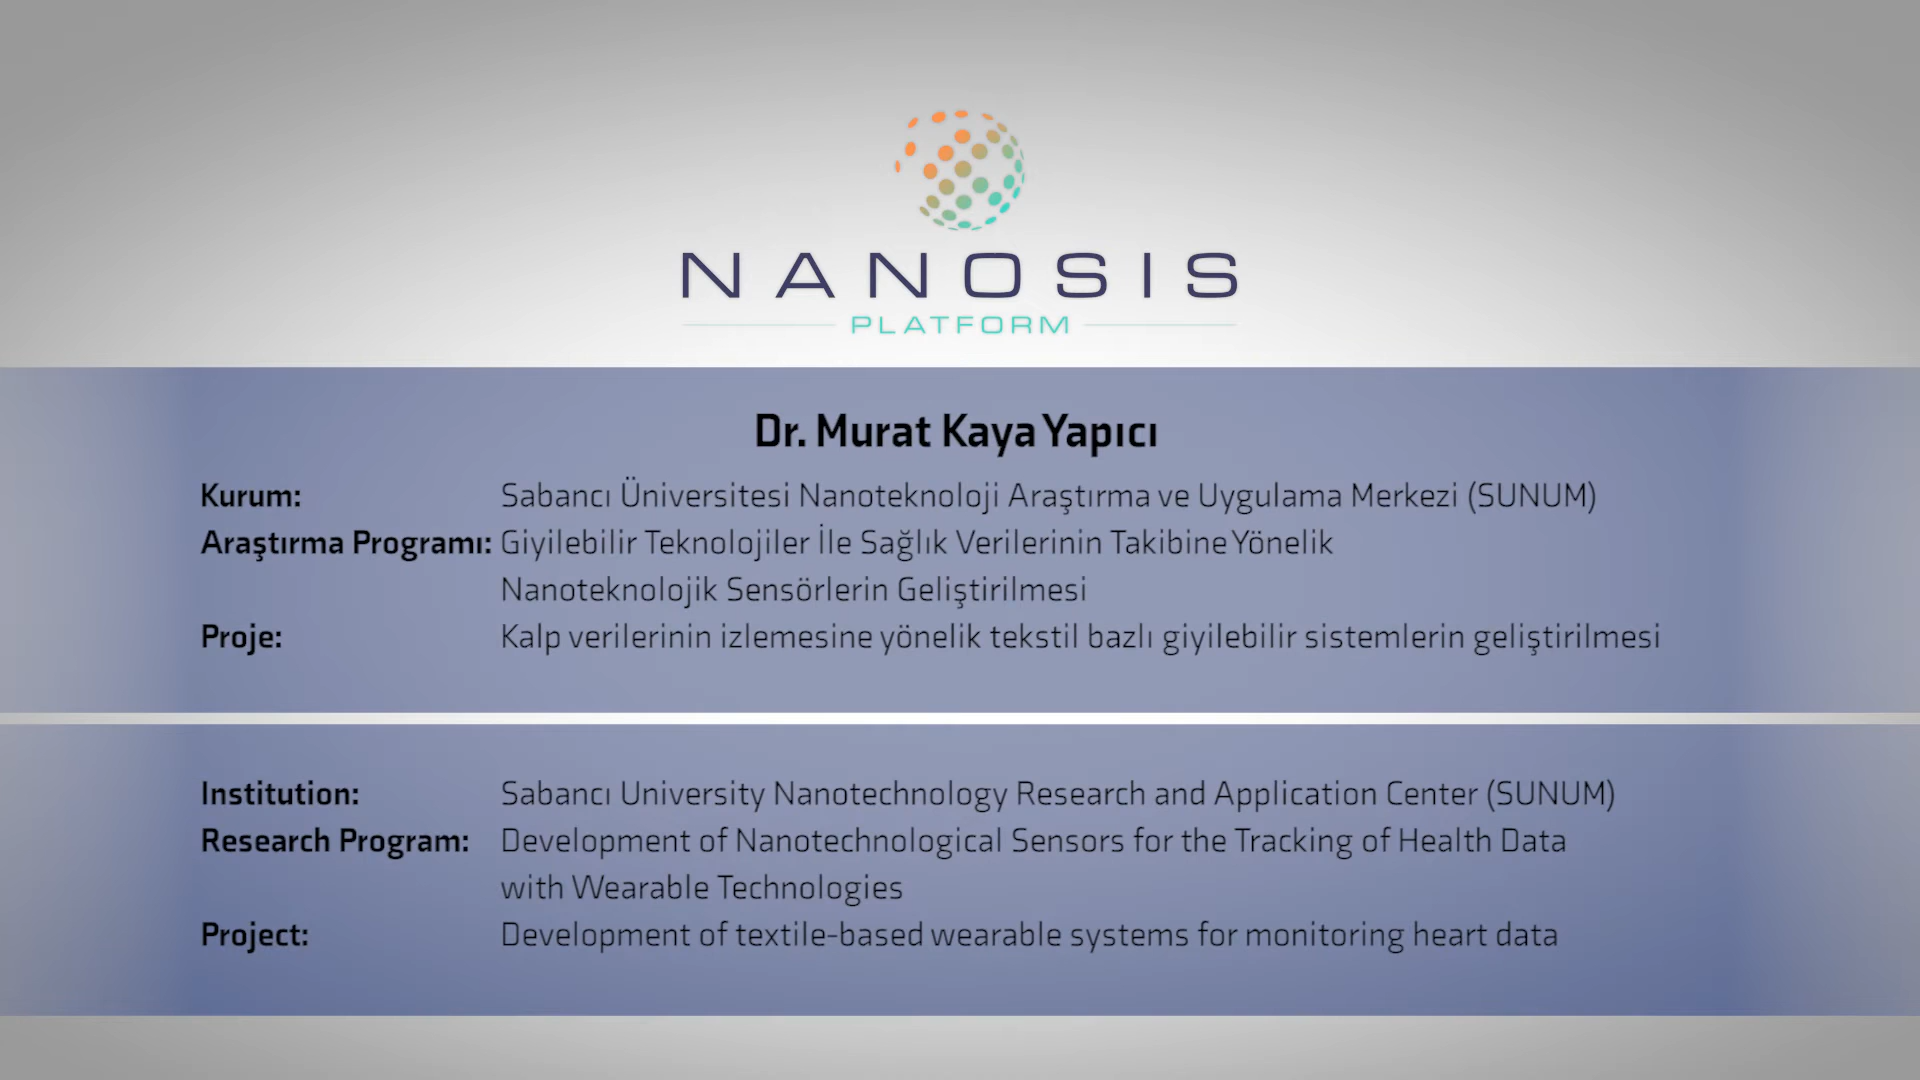 NANOSIS
PLATFORM
Dr. Murat Kaya Yapıcı
Kurum: Sabancı Üniversitesi Nanoteknoloji Araştırma ve Uygulama Merkezi (SUNUM)
Araştırma Programı: Giyilebilir Teknolojiler İle Sağlık Verilerinin Takibine Yönelik
Nanoteknolojik Sensörlerin Geliştirilmesi
Proje: Kalp verilerinin izlemesine yönelik tekstil bazlı giyilebilir sistemlerin geliştirilmesi
Institution: Sabancı University Nanotechnology Research and Application Center (SUNUM)
Research Program: Development of Nanotechnological Sensors for the Tracking of Health Data
with Wearable Technologies
Project: Development of textile-based wearable systems for monitoring heart data